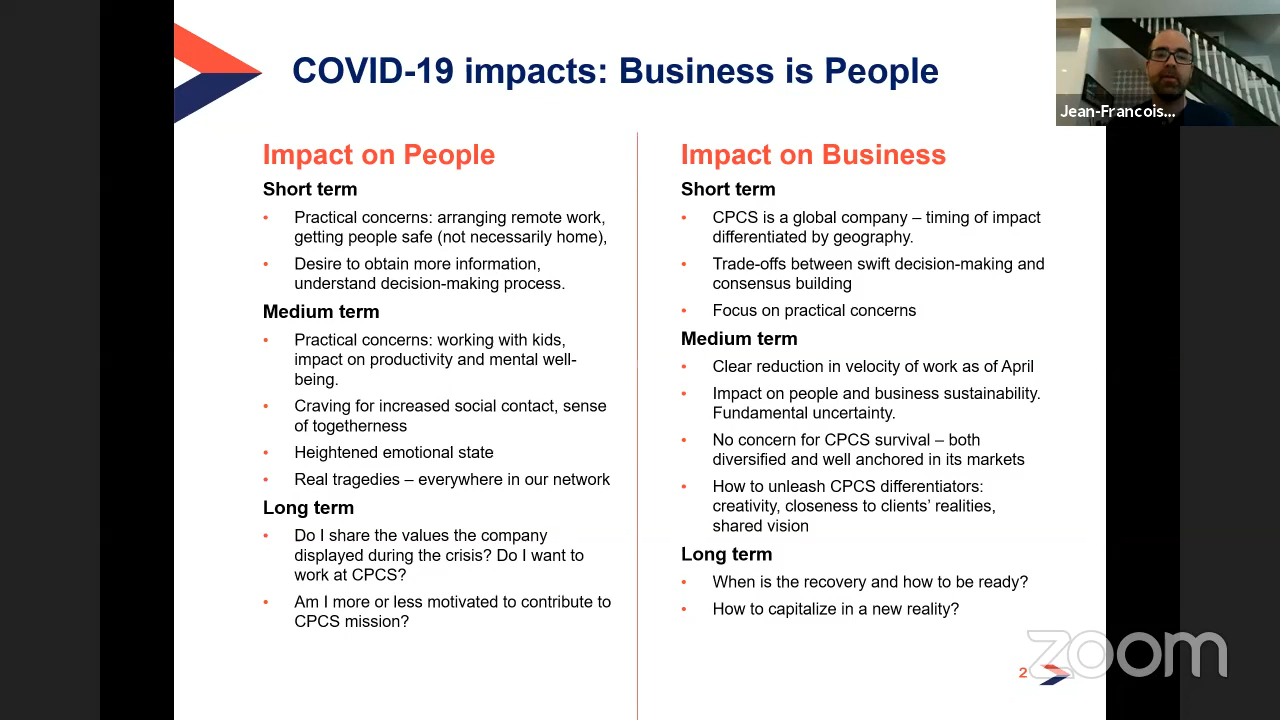 COVID-19 impacts: Business is People
Jean-Francois...
Impact on People
Short term
• Practical concerns: arranging remote work,
getting people safe (not necessarily home),
• Desire to obtain more information,
understand decision-making process.
Medium term
• Practical concerns: working with kids,
impact on productivity and mental well-
being.
• Craving for increased social contact, sense
of togetherness
• Heightened emotional state
• Real tragedies – everywhere in our network
Long term
• Do I share the values the company
displayed during the crisis? Do I want to
work at CPCS?
• Am I more or less motivated to contribute to
CPCS mission?
Impact on Business
Short term
• CPCS is a global company – timing of impact
differentiated by geography.
• Trade-offs between swift decision-making and
consensus building
• Focus on practical concerns
Medium term
• Clear reduction in velocity of work as of April
• Impact on people and business sustainability.
Fundamental uncertainty.
• No concern for CPCS survival – both
diversified and well anchored in its markets
• How to unleash CPCS differentiators:
creativity, closeness to clients’ realities,
shared vision
Long term
• When is the recovery and how to be ready?
• How to capitalize in a new reality?
2
zoom